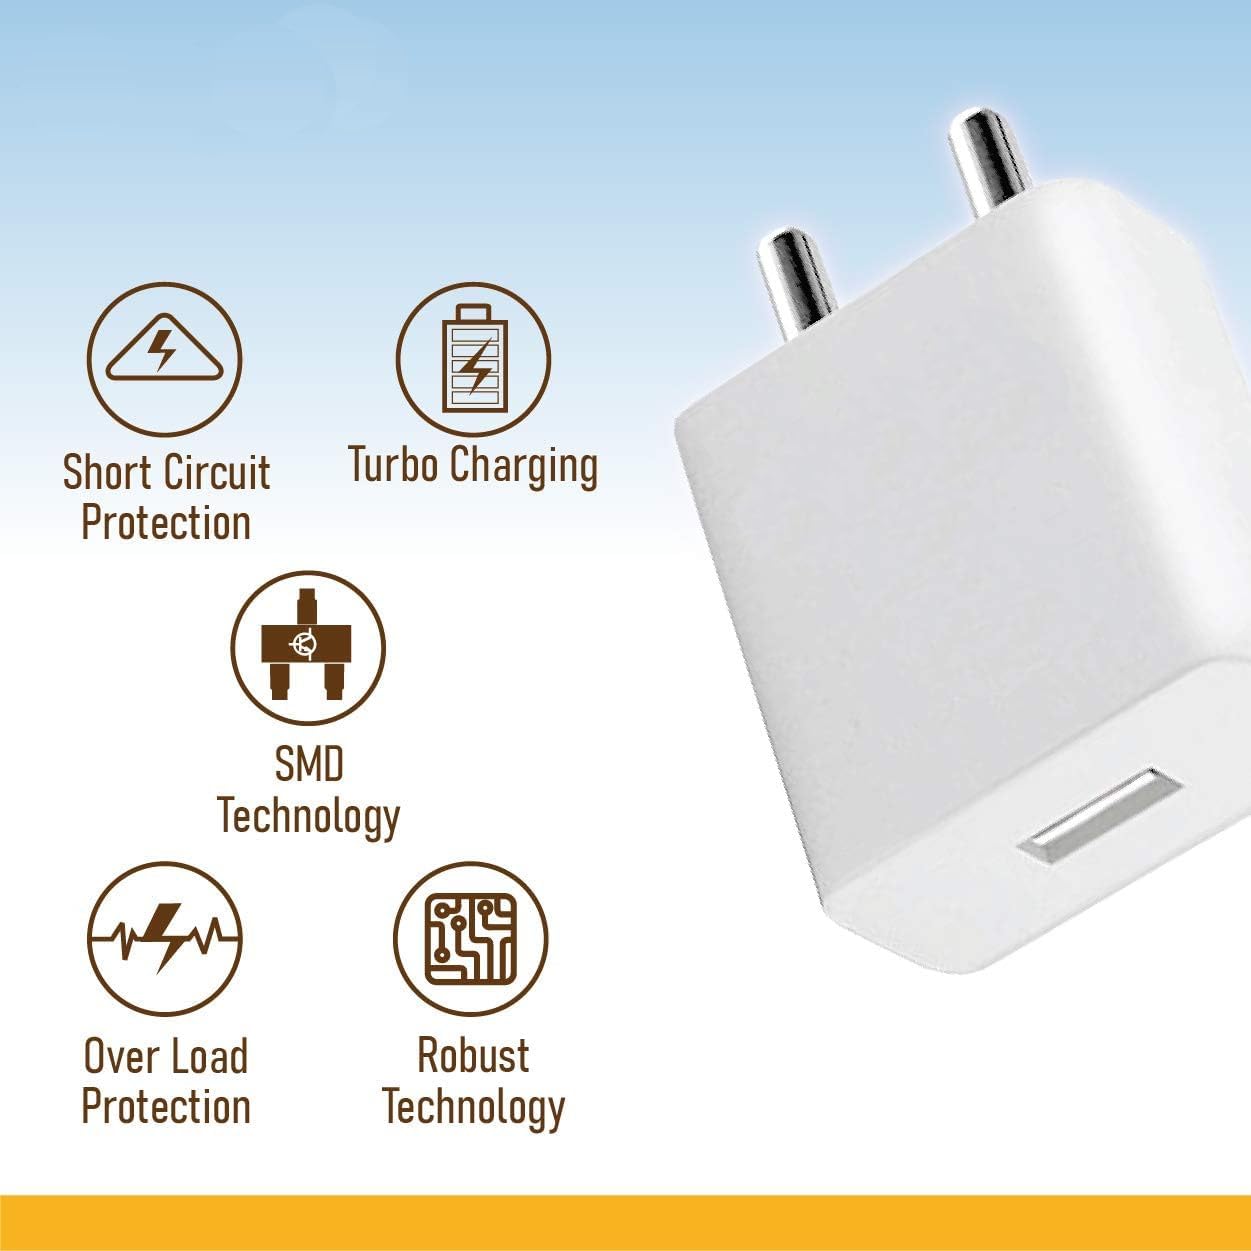 Short Circuit
Protection
Turbo Charging
SMD
Technology
Over Load
Protection
Robust
Technology